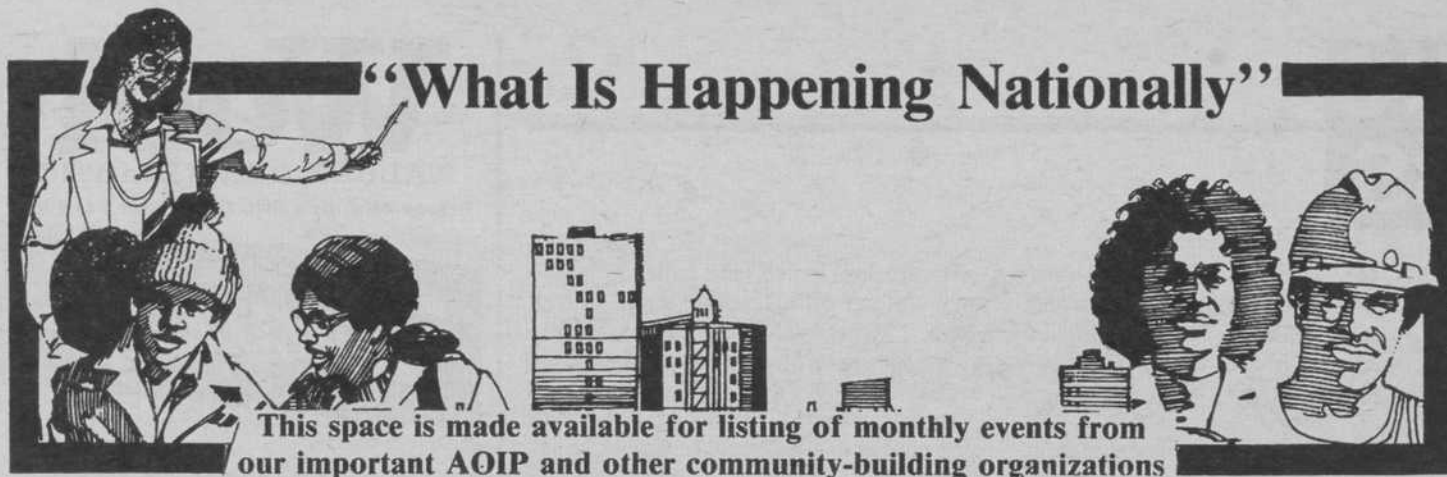 “What Is Happening Nationally”
This space is made available for listing of monthly events from
our important AOIP and other community-building organizations